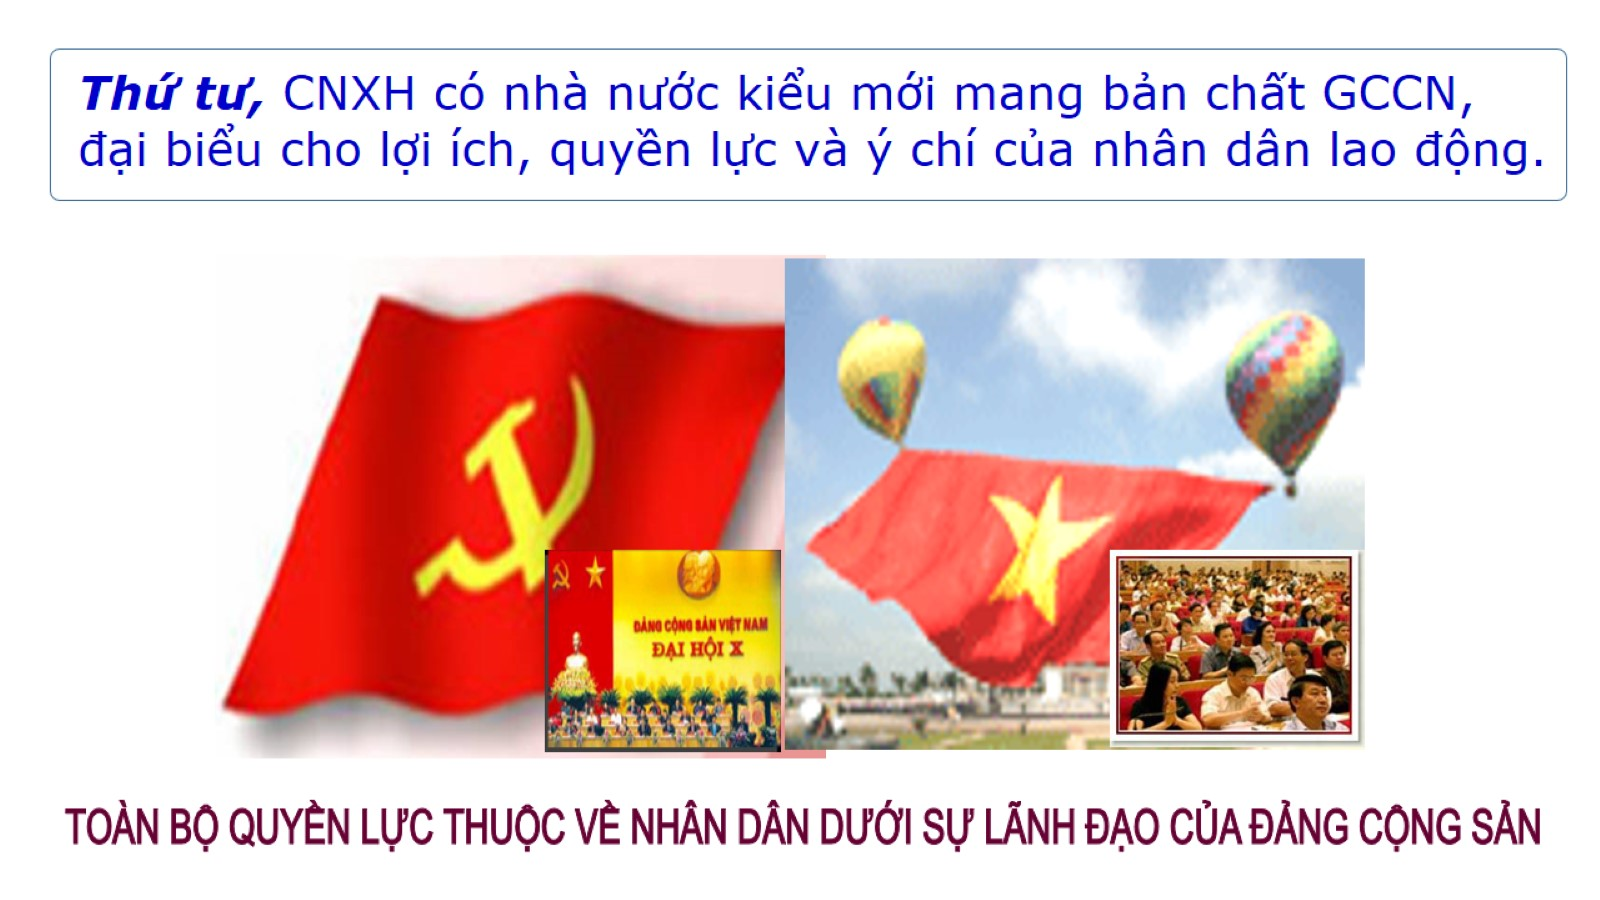 Thứ tư, CNXH có nhà nước kiểu mới mang bản chất GCCN,
đại biểu cho lợi ích, quyền lực và ý chí của nhân dân lao động.
ĐẢNG CỘNG SẢN VIỆT NAM
ĐẠI HỘI X
TOÀN BỘ QUYỀN LỰC THUỘC VỀ NHÂN DÂN DƯỚI SỰ LÃNH ĐẠO CỦA ĐẢNG CỘNG SẢN